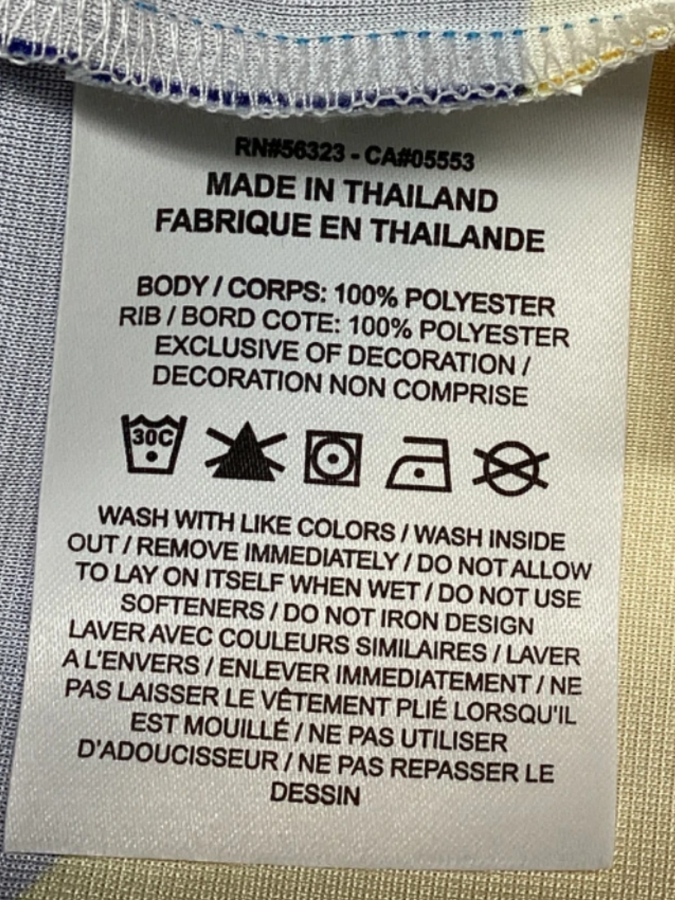 RN#56323 - CA#05553
MADE IN THAILAND
FABRIQUE EN THAILANDE
BODY / CORPS: 100% POLYESTER
RIB / BORD COTE: 100% POLYESTER
EXCLUSIVE OF DECORATION /
DECORATION NON COMPRISE
30C
WASH WITH LIKE COLORS / WASH INSIDE
OUT / REMOVE IMMEDIATELY / DO NOT ALLOW
TO LAY ON ITSELF WHEN WET / DO NOT USE
SOFTENERS / DO NOT IRON DESIGN
LAVER AVEC COULEURS SIMILAIRES / LAVER
A L'ENVERS / ENLEVER IMMEDIATEMENT / NE
PAS LAISSER LE VÊTEMENT PLIÉ LORSQU'IL
EST MOUILLÉ / NE PAS UTILISER
D'ADOUCISSEUR / NE PAS REPASSER LE
DESSIN